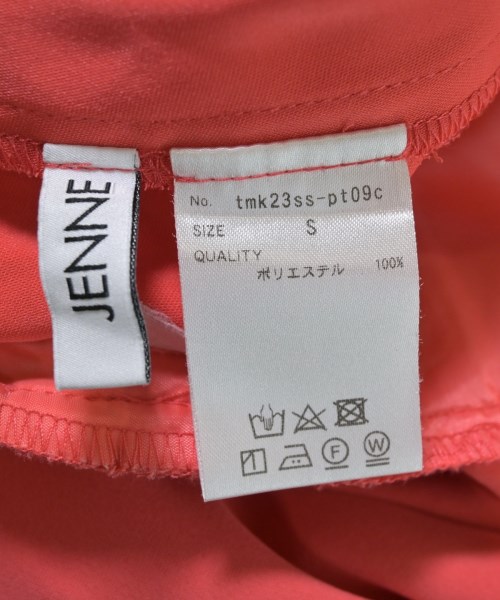 JENNE
No. tmk23ss-pt09c
SIZE S
QUALITY
ポリエステル 100%
F W